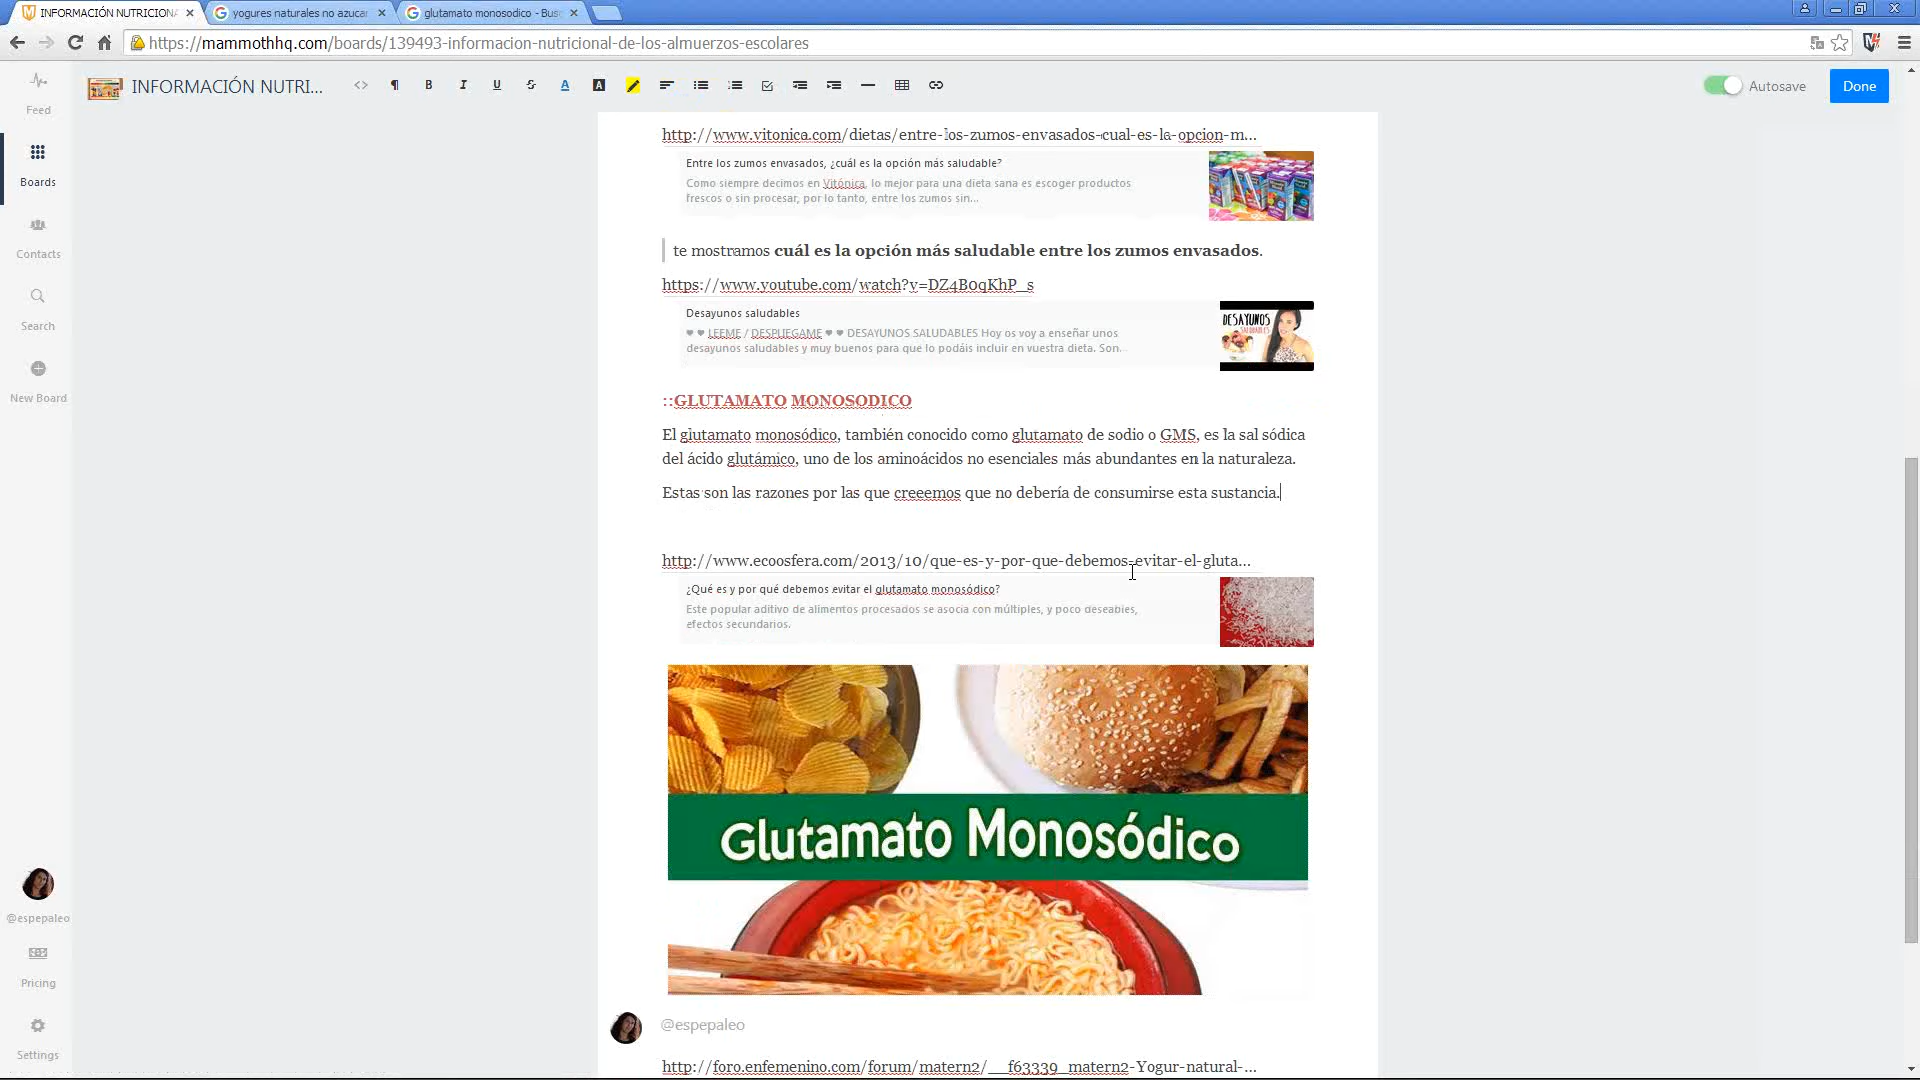 INFORMACIÓN NUTRICION
yogures naturales no azucar
glutamato monosodico - Bus
https://mammothhq.com/boards/139493-informacion-nutricional-de-los-almuerzos-escolares
Feed
Boards
Contacts
Search
New Board
@espepaleo
Pricing
Settings
INFORMACIÓN NUTRI...
Autosave
Done
http://www.vitonica.com/dietas/entre-los-zumos-envasados-cual-es-la-opcion-m...
Entre los zumos envasados, ¿cuál es la opción más saludable?
Como siempre decimos en Vitónica, lo mejor para una dieta sana es escoger productos
frescos o sin procesar, por lo tanto, entre los zumos sin...
te mostramos cuál es la opción más saludable entre los zumos envasados.
https://www.youtube.com/watch?v=DZ4B0qKhP_s
Desayunos saludables
♥ ♥ LEEME / DESPLIEGAME ♥ ♥ DESAYUNOS SALUDABLES Hoy os voy a enseñar unos
desayunos saludables y muy buenos para que lo podáis incluir en vuestra dieta. Son...
DESAYUNOS
SALUDABLES
::GLUTAMATO MONOSODICO
El glutamato monosódico, también conocido como glutamato de sodio o GMS, es la sal sódica
del ácido glutámico, uno de los aminoácidos no esenciales más abundantes en la naturaleza.
Estas son las razones por las que creeemos que no debería de consumirse esta sustancia.
http://www.ecoosfera.com/2013/10/que-es-y-por-que-debemos-evitar-el-gluta...
¿Qué es y por qué debemos evitar el glutamato monosódico?
Este popular aditivo de alimentos procesados se asocia con múltiples, y poco deseables,
efectos secundarios.
Glutamato Monosódico
@espepaleo
http://foro.enfemenino.com/forum/matern2/__f63339_matern2-Yogur-natural-...